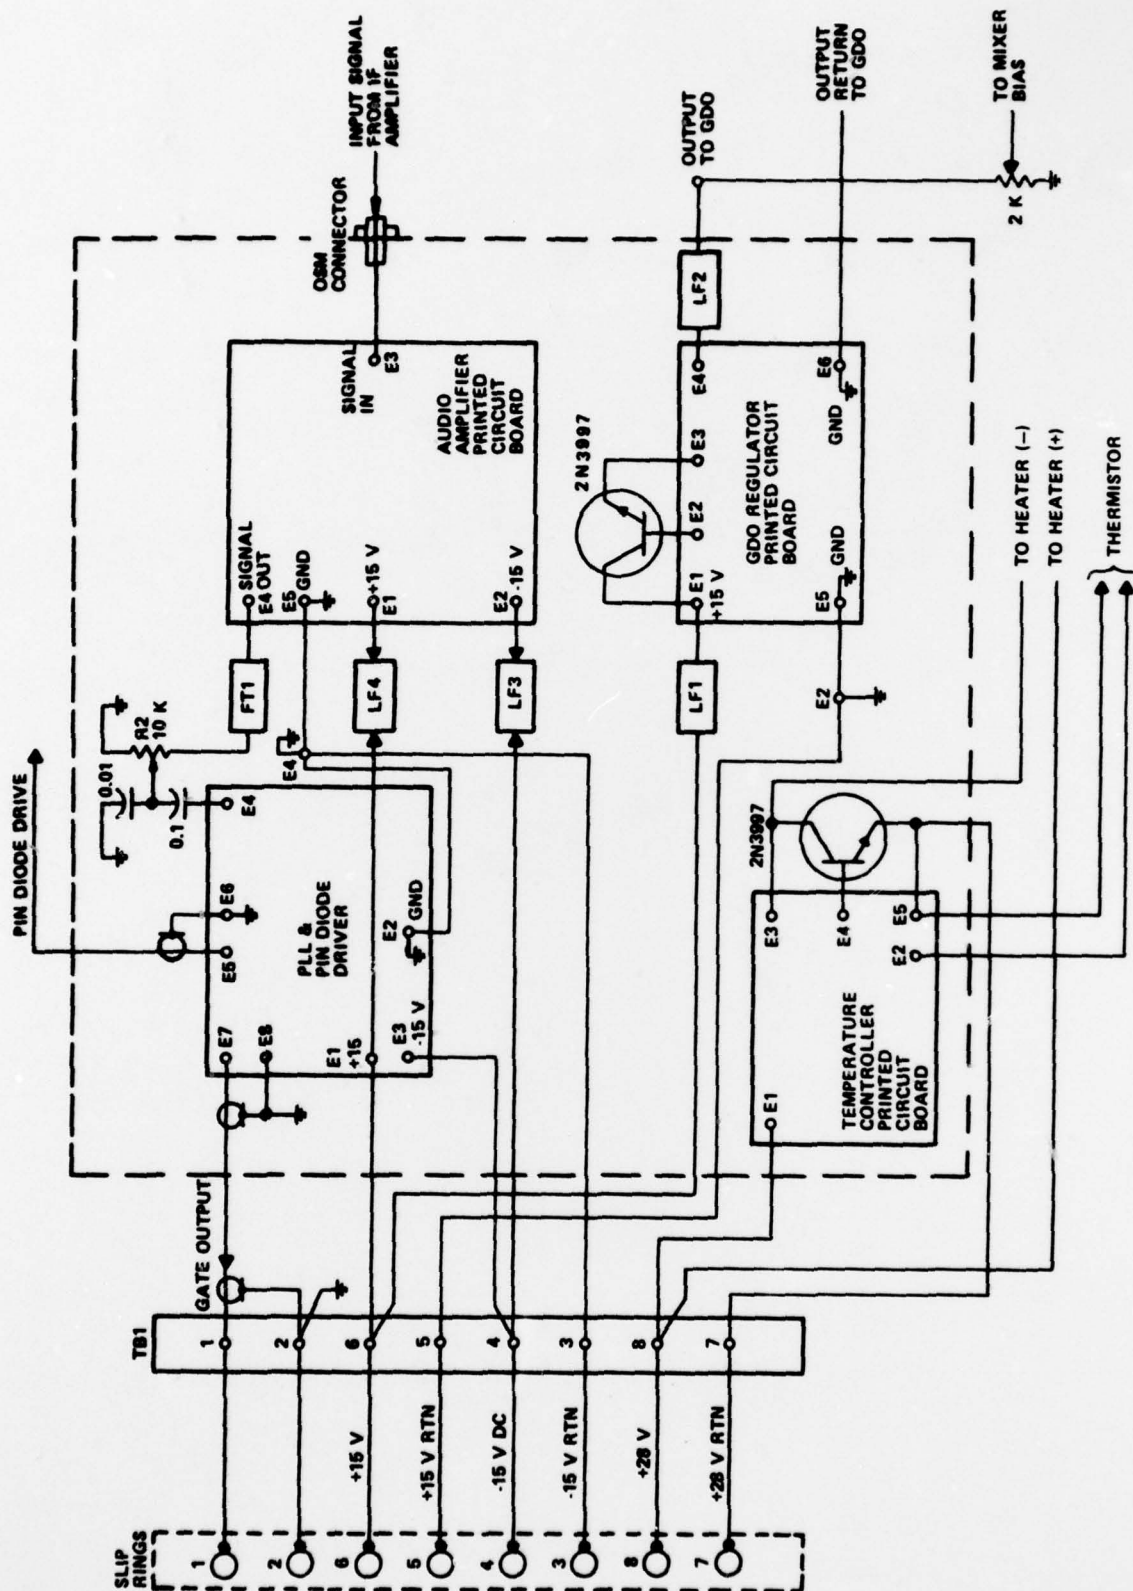 SLIP
RINGS
1
2
6
5
4
3
8
7
+15 V
+15 V RTN
-15 V DC
-15 V RTN
+28 V
+28 V RTN
TB1
1
2
6
5
4
3
8
7
GATE OUTPUT
PIN DIODE DRIVE
E7
E8
E5
E6
E4
PLL &
PIN DIODE
DRIVER
E1
+15
E3
-15 V
E2
GND
0.01
0.1
R2
10 K
E4
FT1
LF4
LF3
LF1
E2
SIGNAL
E4 OUT
E5 GND
+15 V
E1
E2 -15 V
SIGNAL
IN
E3
AUDIO
AMPLIFIER
PRINTED
CIRCUIT
BOARD
OSM
CONNECTOR
INPUT SIGNAL
FROM IF
AMPLIFIER
2N3997
E1
+15 V
E2
E3
E4
GDO REGULATOR
PRINTED CIRCUIT
BOARD
E5
GND
GND
E6
LF2
OUTPUT
TO GDO
OUTPUT
RETURN
TO GDO
2 K
TO MIXER
BIAS
E1
TEMPERATURE
CONTROLLER
PRINTED
CIRCUIT
BOARD
E3
E4
E2
E5
2N3997
TO HEATER (-)
TO HEATER (+)
THERMISTOR